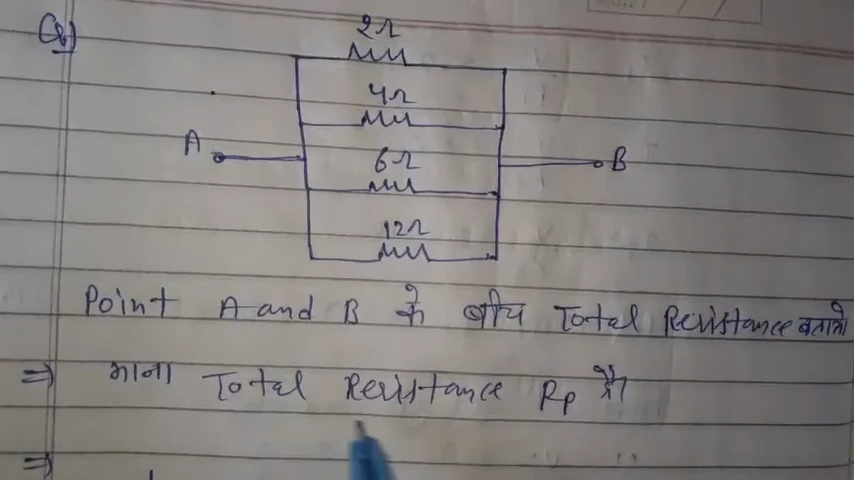 Q)
2Ω
4Ω
A
6Ω
B
12Ω
Point A and B के बीच Total Resistance बताओ
⇒ माना Total Resistance Rp है
⇒